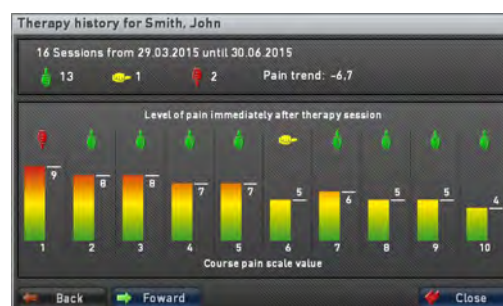 Therapy history for Smith, John
16 Sessions from 29.03.2015 until 30.06.2015
13 1 2 Pain trend: -6,7
Level of pain immediately after therapy session
9 8 8 7 7 5 6 5 5 4
1 2 3 4 5 6 7 8 9 10
Course pain scale value
Back Foward Close